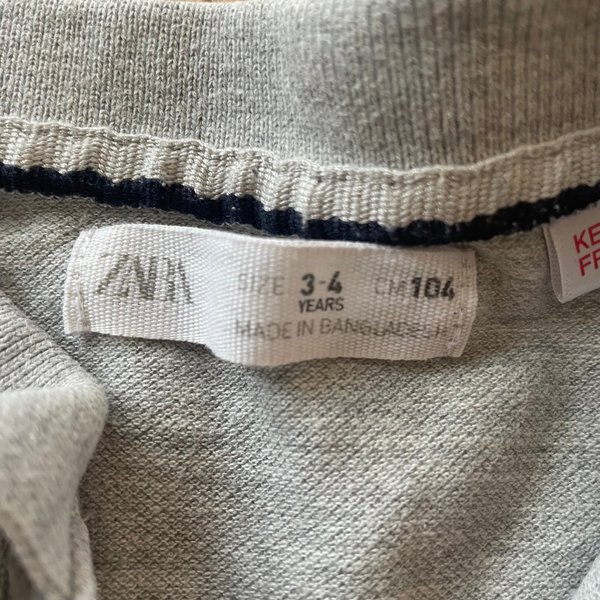 ZARA
SIZE 3-4 CM 104
YEARS
MADE IN BANGLADESH
KE
FR